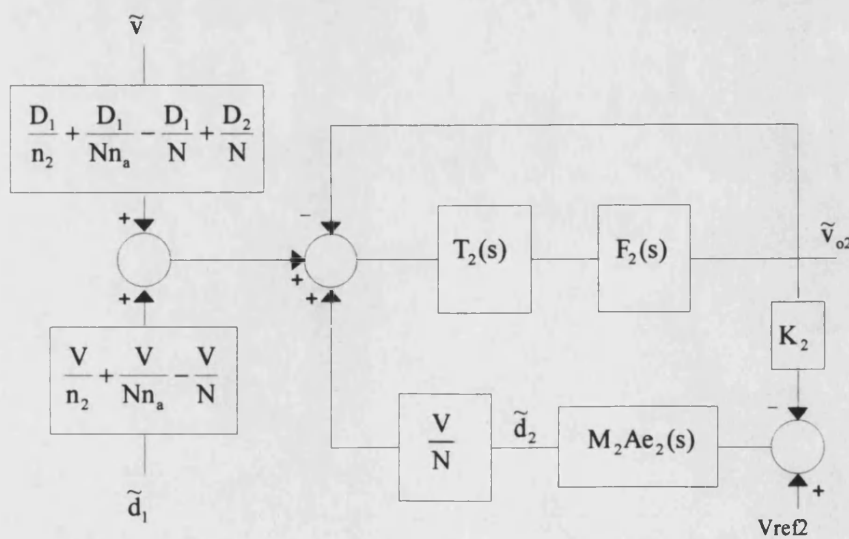 ṽ
D₁/n₂ + D₁/Nnₐ − D₁/N + D₂/N
+
−
T₂(s)
F₂(s)
ṽₒ₂
+
+
+
K₂
V/n₂ + V/Nnₐ − V/N
V/N
d̃₂
M₂Ae₂(s)
−
+
d̃₁
Vref2